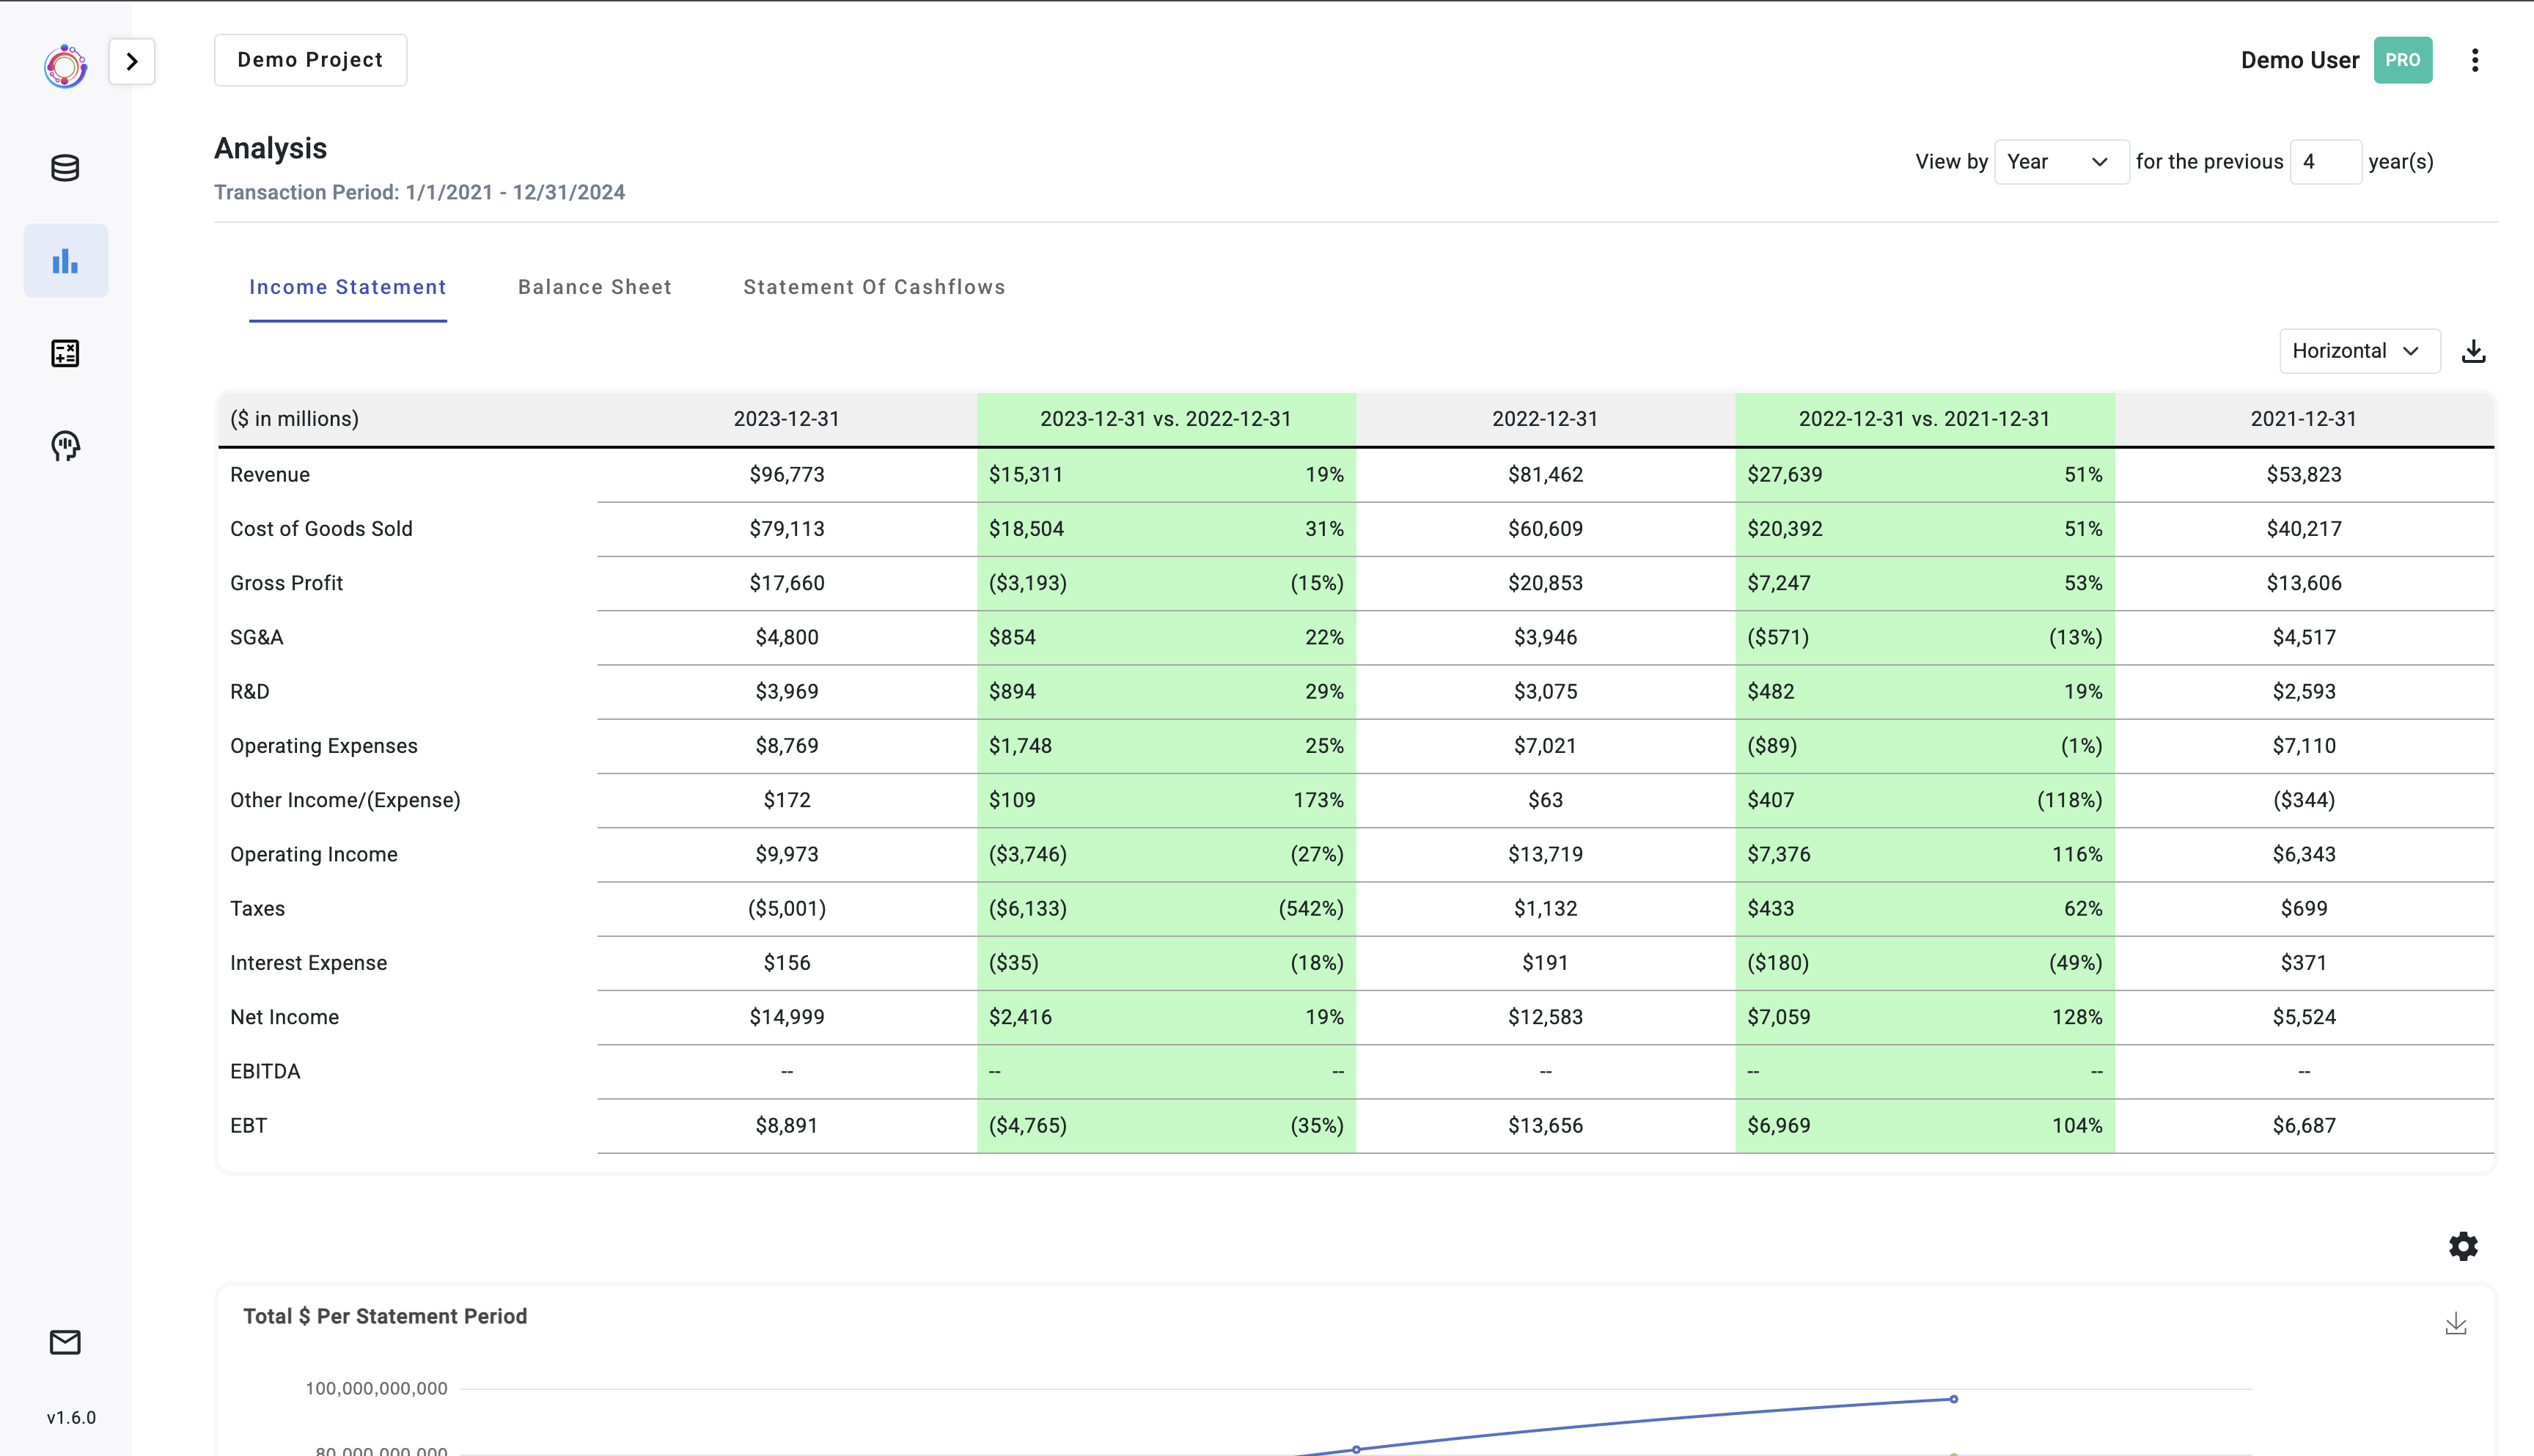 Demo Project
Demo User PRO
Analysis
Transaction Period: 1/1/2021 - 12/31/2024
View by Year for the previous 4 year(s)
Income Statement Balance Sheet Statement Of Cashflows
Horizontal
($ in millions) 2023-12-31 2023-12-31 vs. 2022-12-31 2022-12-31 2022-12-31 vs. 2021-12-31 2021-12-31
Revenue $96,773 $15,311 19% $81,462 $27,639 51% $53,823
Cost of Goods Sold $79,113 $18,504 31% $60,609 $20,392 51% $40,217
Gross Profit $17,660 ($3,193) (15%) $20,853 $7,247 53% $13,606
SG&A $4,800 $854 22% $3,946 ($571) (13%) $4,517
R&D $3,969 $894 29% $3,075 $482 19% $2,593
Operating Expenses $8,769 $1,748 25% $7,021 ($89) (1%) $7,110
Other Income/(Expense) $172 $109 173% $63 $407 (118%) ($344)
Operating Income $9,973 ($3,746) (27%) $13,719 $7,376 116% $6,343
Taxes ($5,001) ($6,133) (542%) $1,132 $433 62% $699
Interest Expense $156 ($35) (18%) $191 ($180) (49%) $371
Net Income $14,999 $2,416 19% $12,583 $7,059 128% $5,524
EBITDA -- -- -- -- -- -- --
EBT $8,891 ($4,765) (35%) $13,656 $6,969 104% $6,687
Total $ Per Statement Period
100,000,000,000
80,000,000,000
v1.6.0